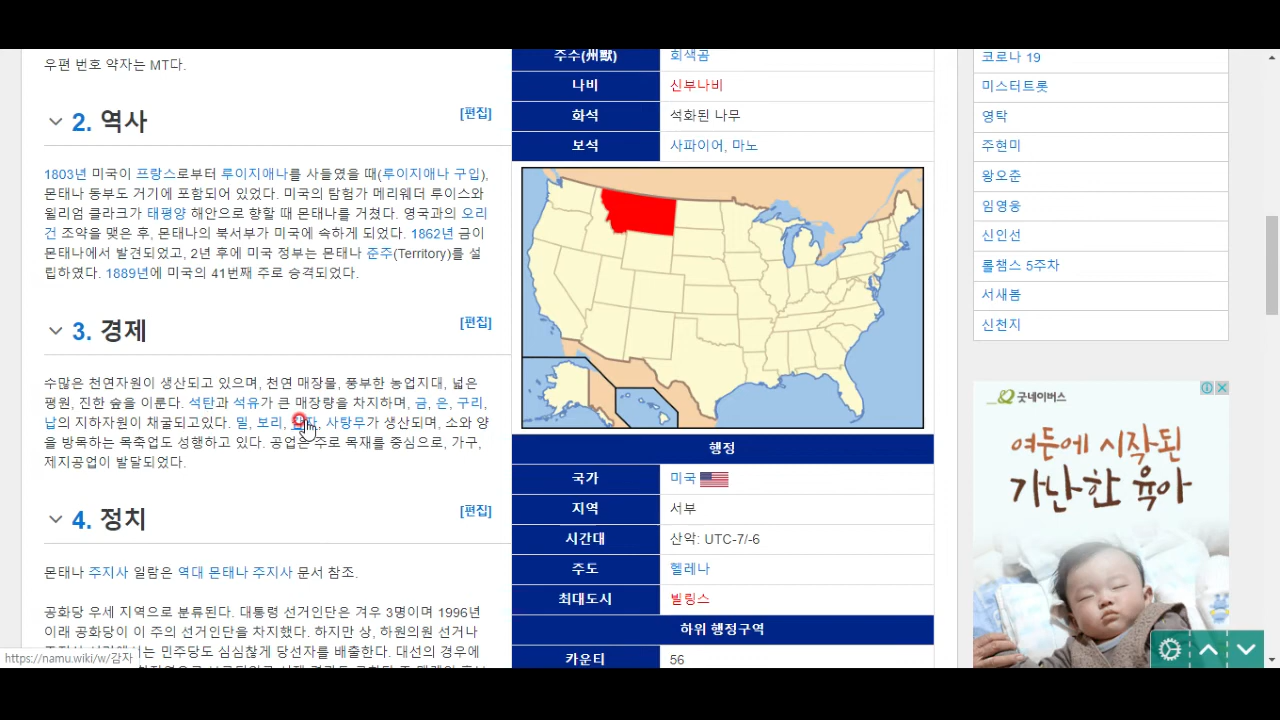 우편 번호 약자는 MT다.
2. 역사
[편집]
1803년 미국이 프랑스로부터 루이지애나를 사들였을 때(루이지애나 구입),
몬태나 동부도 거기에 포함되어 있었다. 미국의 탐험가 메리웨더 루이스와
윌리엄 클라크가 태평양 해안으로 향할 때 몬태나를 거쳤다. 영국과의 오리
건 조약을 맺은 후, 몬태나의 북서부가 미국에 속하게 되었다. 1862년 금이
몬태나에서 발견되었고, 2년 후에 미국 정부는 몬태나 준주(Territory)를 설
립하였다. 1889년에 미국의 41번째 주로 승격되었다.
3. 경제
[편집]
수많은 천연자원이 생산되고 있으며, 천연 매장물, 풍부한 농업지대, 넓은
평원, 진한 숲을 이룬다. 석탄과 석유가 큰 매장량을 차지하며, 금, 은, 구리,
납의 지하자원이 채굴되고있다. 밀, 보리, 감자, 사탕무가 생산되며, 소와 양
을 방목하는 목축업도 성행하고 있다. 공업은 주로 목재를 중심으로, 가구,
제지공업이 발달되었다.
4. 정치
[편집]
몬태나 주지사 일람은 역대 몬태나 주지사 문서 참조.
공화당 우세 지역으로 분류된다. 대통령 선거인단은 겨우 3명이며 1996년
이래 공화당이 이 주의 선거인단을 차지했다. 하지만 상, 하원의원 선거나
는 민주당도 심심찮게 당선자를 배출한다. 대선의 경우에
https://namu.wiki/w/감자
주수(州獸) 회색곰
나비 신부나비
화석 석화된 나무
보석 사파이어, 마노
행정
국가 미국
지역 서부
시간대 산악: UTC-7/-6
주도 헬레나
최대도시 빌링스
하위 행정구역
카운티 56
코로나 19
미스터트롯
영탁
주현미
왕오춘
임영웅
신인선
롤챔스 5주차
서새봄
신천지
굿네이버스
여든에 시작된
가난한 육아